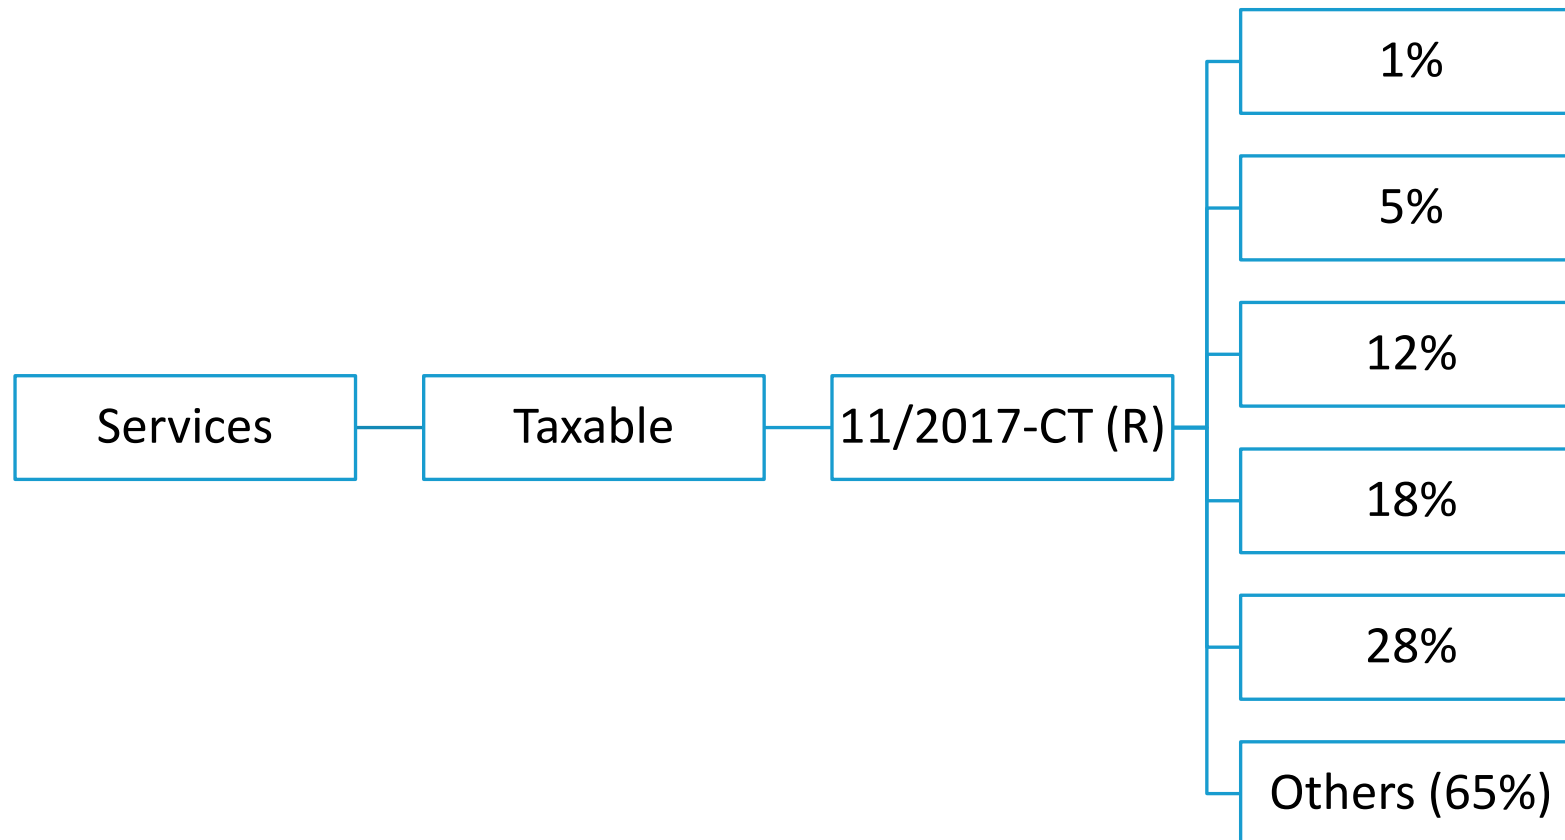 Services
Taxable
11/2017-CT (R)
1%
5%
12%
18%
28%
Others (65%)